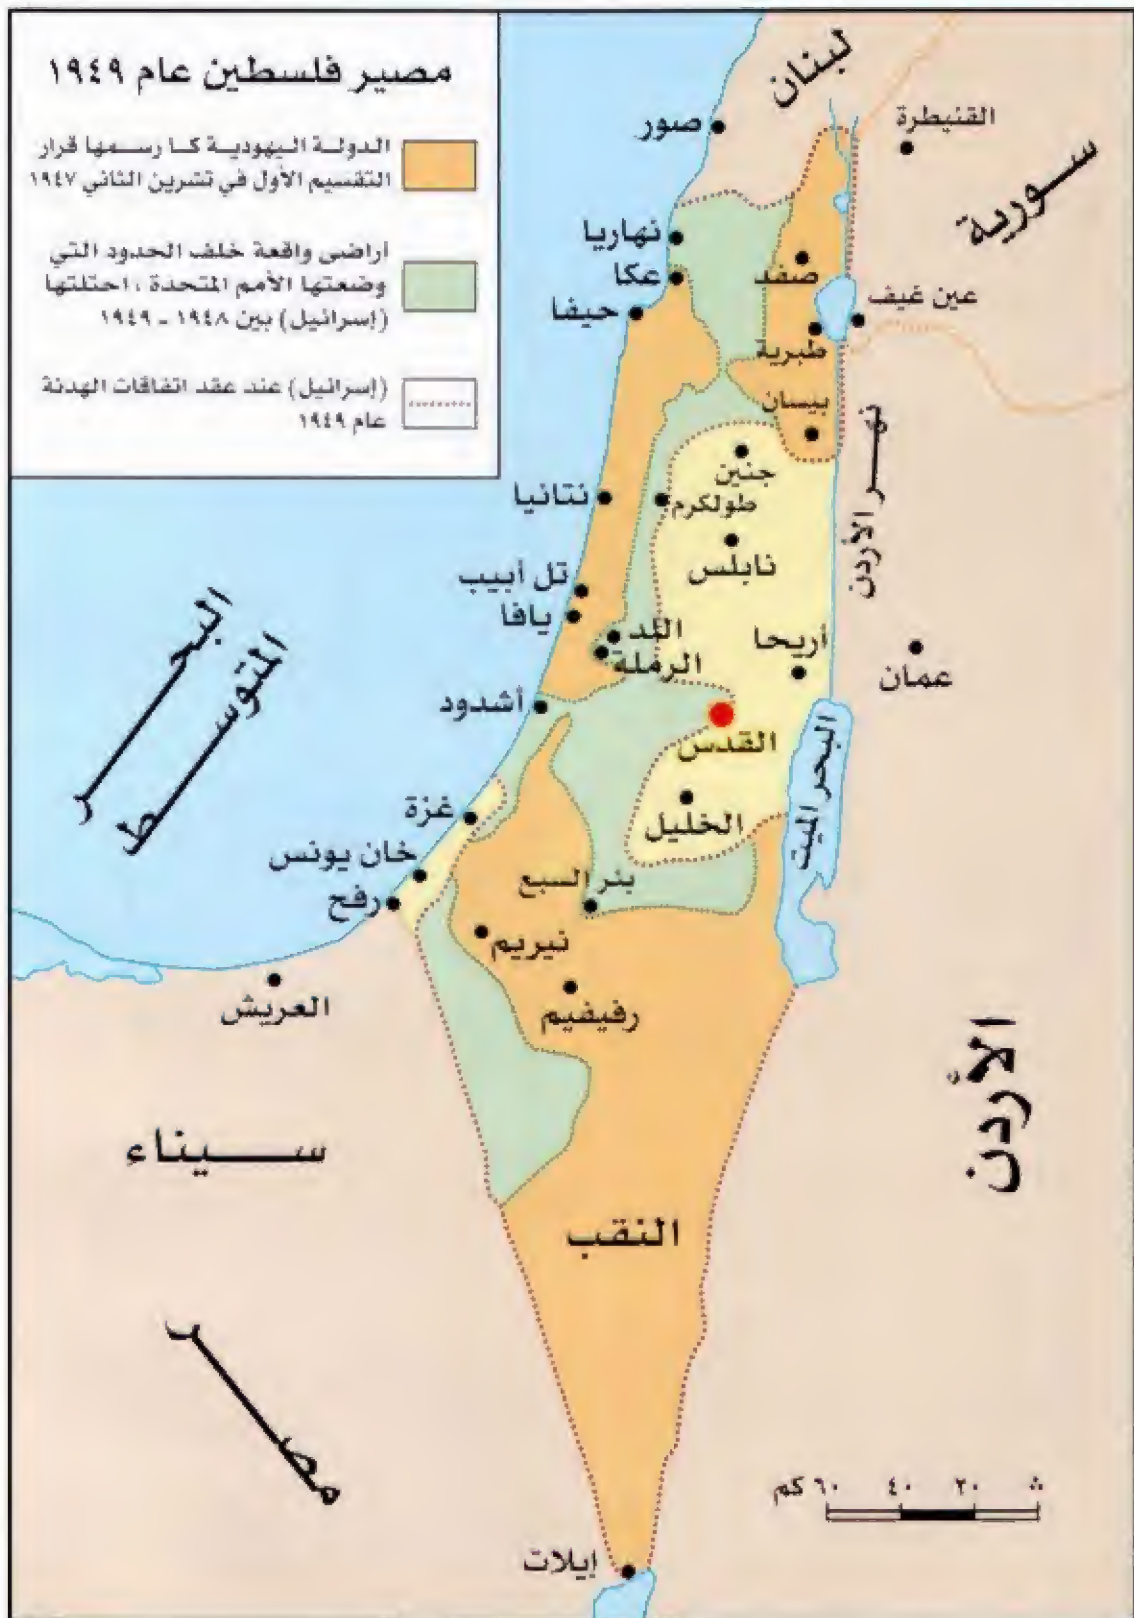 مصير فلسطين عام ١٩٤٩
الدولة اليهودية كما رسمها قرار
التقسيم الأول في تشرين الثاني ١٩٤٧
أراضى واقعة خلف الحدود التي
وضعتها الأمم المتحدة ، احتلتها
(إسرائيل) بين ١٩٤٨ - ١٩٤٩
(إسرائيل) عند عقد اتفاقات الهدنة
عام ١٩٤٩
لبنان
صور
القنيطرة
سورية
نهاريا
عكا
صفد
حيفا
عين غيف
طبرية
بيسان
نهر الأردن
جنين
نتانيا
طولكرم
نابلس
تل أبيب
يافا
اللد
الرملة
أريحا
عمان
أشدود
القدس
البحر الميت
البحر
المتوسط
غزة
الخليل
خان يونس
بئر السبع
رفح
نيريم
العريش
رفيفيم
الأردن
سيناء
النقب
مصر
٢٠ ٤٠ ٦٠ كم
إيلات